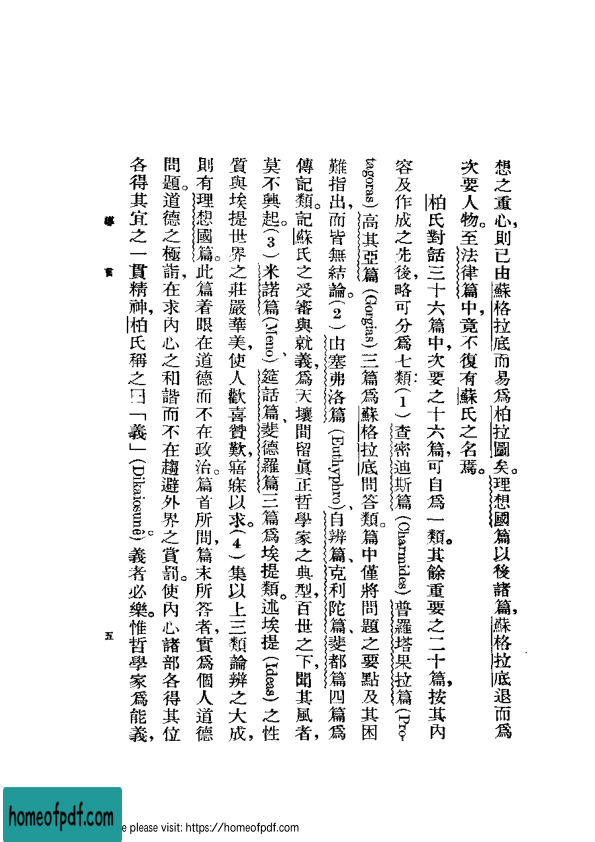 想之重心,則已由蘇格拉底而易爲柏拉圖矣。理想國篇以後諸篇,蘇格拉底退而爲
次要人物。至法律篇中,竟不復有蘇氏之名焉。
柏氏對話三十六篇中,次要之十六篇,可自爲一類。其餘重要之二十篇,按其內
容及作成之先後,略可分爲七類:(1)查密迪斯篇(Charmides)普羅塔果拉篇(Pro-
tagoras)高其亞篇(Gorgias)三篇爲蘇格拉底問答類。篇中僅將問題之要點及其困
難指出,而皆無結論。(2)由塞弗洛篇(Euthyphro)、自辨篇、克利陀篇、斐都篇四篇爲
傳記類。記蘇氏之受審與就義,爲天壤間留眞正哲學家之典型,百世之下,聞其風者,
莫不興起。(3)米諾篇(Meno)、筵話篇、斐德羅篇三篇爲埃提類。述埃提(Ideas)之性
質與埃提世界之莊嚴華美,使人歡喜贊歎,寤寐以求。(4)集以上三類論辨之大成,
則有理想國篇。此篇着眼在道德而不在政治。篇首所問,篇末所答者,實爲個人道德
問題。道德之極詣,在求內心之和諧而不在趨避外界之賞罰。使內心諸部各得其位
各得其宜之一貫精神,柏氏稱之曰「義」(Dikaiosunê)。義者必樂。惟哲學家爲能義,
導言
五
homeofpdf.com
e please visit: https://homeofpdf.com